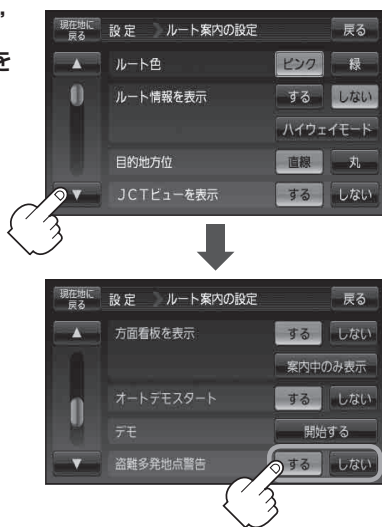 ，
を
現在地に戻る 設 定 ルート案内の設定 戻る
▲ ルート色 ピンク 緑
ルート情報を表示 する しない
ハイウェイモード
目的地方位 直線 丸
▼ JCTビューを表示 する しない
現在地に戻る 設 定 ルート案内の設定 戻る
▲ 方面看板を表示 する しない
案内中のみ表示
オートデモスタート する しない
デモ 開始する
▼ 盗難多発地点警告 する しない